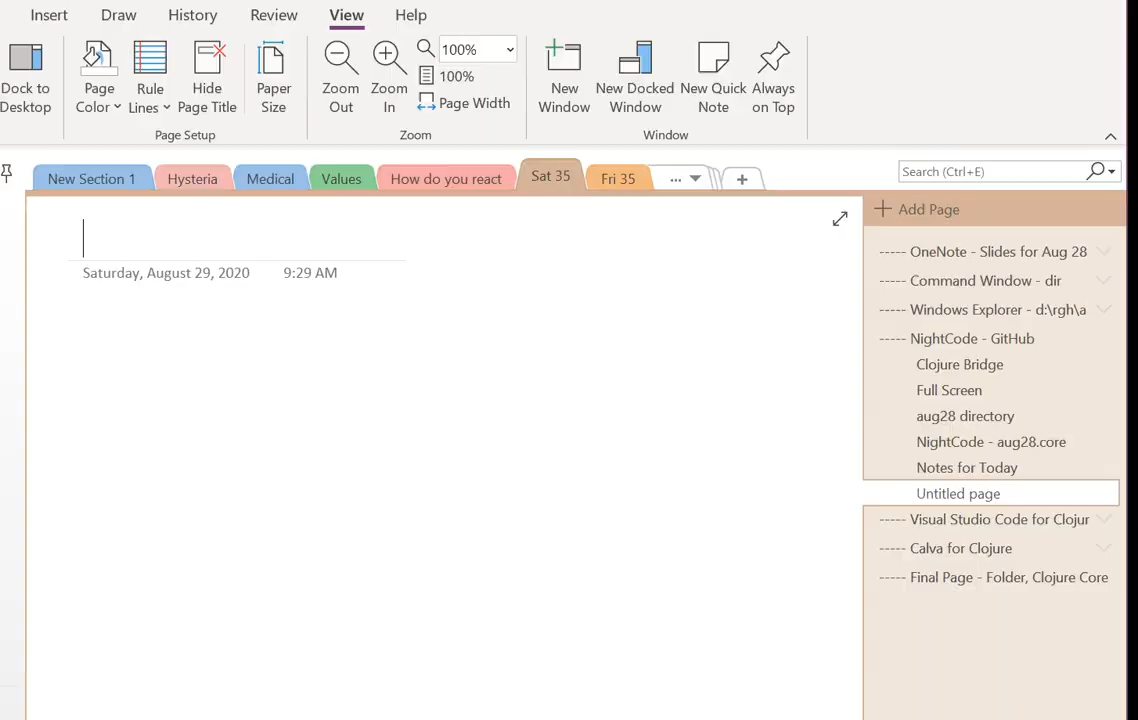 Insert Draw History Review View Help
Dock to Desktop
Page Color
Rule Lines
Hide Page Title
Paper Size
Page Setup
Zoom Out
Zoom In
100%
100%
Page Width
Zoom
New Window
New Docked Window
New Quick Note
Always on Top
Window
New Section 1 Hysteria Medical Values How do you react Sat 35 Fri 35 ... +
Search (Ctrl+E)
Add Page
Saturday, August 29, 2020 9:29 AM
----- OneNote - Slides for Aug 28
----- Command Window - dir
----- Windows Explorer - d:\rgh\a
----- NightCode - GitHub
Clojure Bridge
Full Screen
aug28 directory
NightCode - aug28.core
Notes for Today
Untitled page
----- Visual Studio Code for Clojur
----- Calva for Clojure
----- Final Page - Folder, Clojure Core